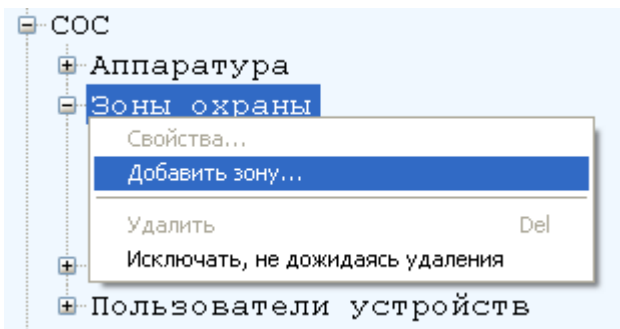 СОС
Аппаратура
Зоны охраны
Свойства...
Добавить зону...
Удалить Del
Исключать, не дожидаясь удаления
Пользователи устройств